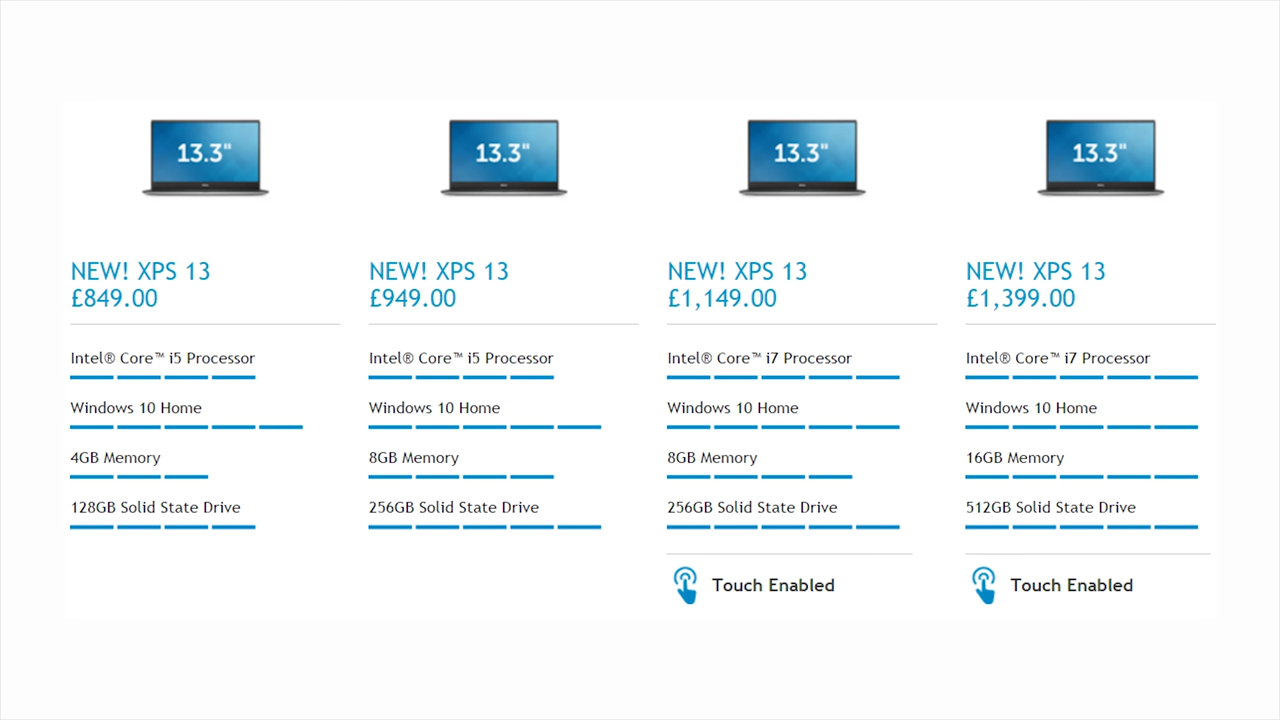 13.3"
13.3"
13.3"
13.3"
NEW! XPS 13
£849.00
Intel® Core™ i5 Processor
Windows 10 Home
4GB Memory
128GB Solid State Drive
NEW! XPS 13
£949.00
Intel® Core™ i5 Processor
Windows 10 Home
8GB Memory
256GB Solid State Drive
NEW! XPS 13
£1,149.00
Intel® Core™ i7 Processor
Windows 10 Home
8GB Memory
256GB Solid State Drive
Touch Enabled
NEW! XPS 13
£1,399.00
Intel® Core™ i7 Processor
Windows 10 Home
16GB Memory
512GB Solid State Drive
Touch Enabled